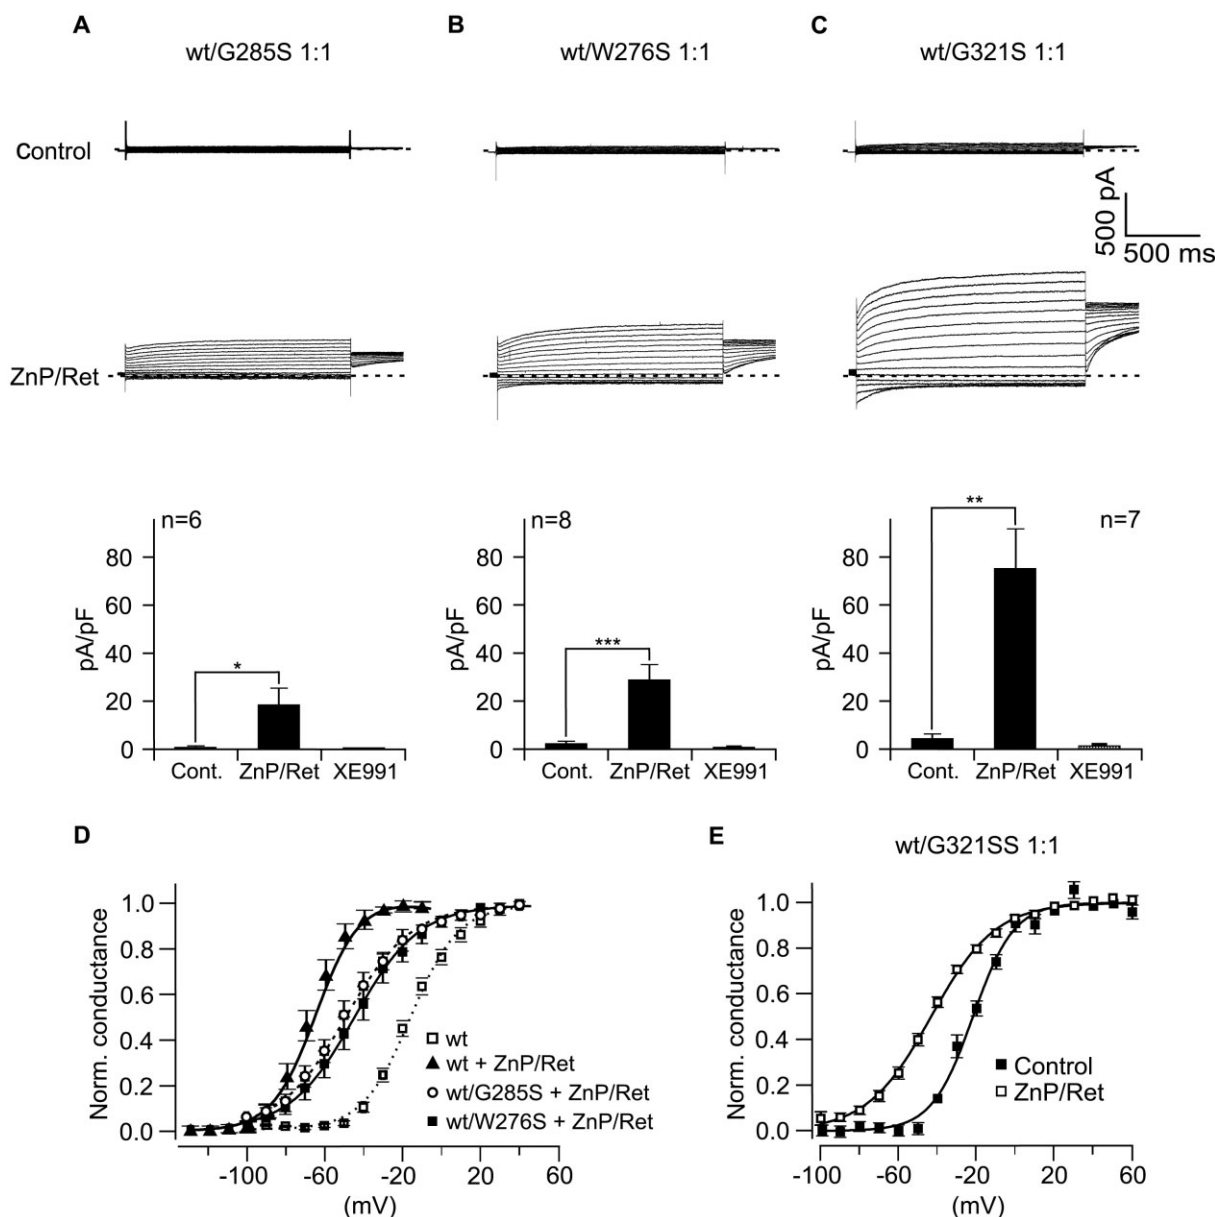 A
B
C
wt/G285S 1:1
wt/W276S 1:1
wt/G321S 1:1
Control
500 pA
500 ms
ZnP/Ret
n=6
n=8
n=7
*
***
**
pA/pF
80
60
40
20
0
Cont. ZnP/Ret XE991
pA/pF
80
60
40
20
0
Cont. ZnP/Ret XE991
pA/pF
80
60
40
20
0
Cont. ZnP/Ret XE991
D
Norm. conductance
1.0
0.8
0.6
0.4
0.2
0.0
wt
wt + ZnP/Ret
wt/G285S + ZnP/Ret
wt/W276S + ZnP/Ret
-100 -60 -20 20 60
(mV)
E
wt/G321SS 1:1
Norm. conductance
1.0
0.8
0.6
0.4
0.2
0.0
Control
ZnP/Ret
-100 -60 -20 20 60
(mV)